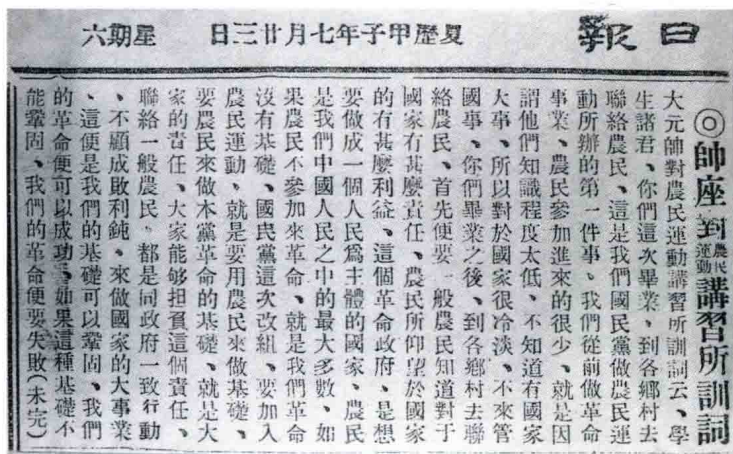 日報
夏歷甲子年七月廿三日 星期六
◎帥座對農民運動講習所訓詞
大元帥對農民運動講習所訓詞云、學
生諸君、你們這次畢業、到各鄉村去
聯絡農民、這是我們國民黨做農民運
動所辦的第一件事、我們從前做革命
事業、農民參加進來的很少、就是因
謂他們知識程度太低、不知道有國家
大事、所以對於國家很冷淡、不來管
國事、你們畢業之後、到各鄉村去聯
絡農民、首先便要一般農民知道對于
國家有甚麼責任、農民所仰望於國家
的有甚麼利益、這個革命政府、是想
要做成一個人民爲主體的國家、農民
是我們中國人民之中的最大多數、如
果農民不參加來革命、就是我們革命
沒有基礎、國民黨這次改組、要加入
農民運動、就是要用農民來做基礎、
要農民來做本黨革命的基礎、就是大
家的責任、大家能够担負這個責任、
聯絡一般農民、都是同政府一致行動
、不顧成敗利鈍、來做國家的大事業
、這便是我們的基礎可以鞏固、我們
的革命便可以成功、如果這種基礎不
能鞏固、我們的革命便要失敗(未完)